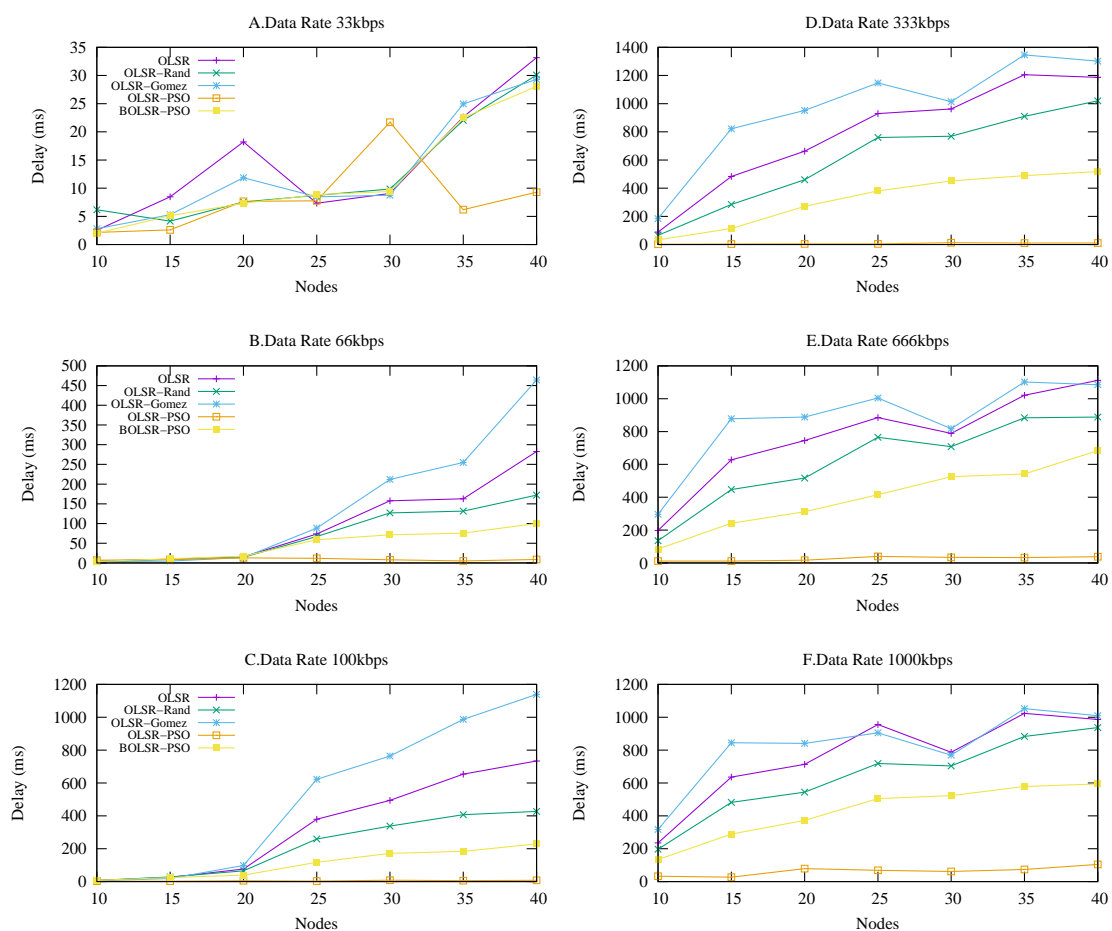 A.Data Rate 33kbps
Delay (ms)
35
30
25
20
15
10
5
0
OLSR
OLSR-Rand
OLSR-Gomez
OLSR-PSO
BOLSR-PSO
10 15 20 25 30 35 40
Nodes
D.Data Rate 333kbps
Delay (ms)
1400
1200
1000
800
600
400
200
0
10 15 20 25 30 35 40
Nodes
B.Data Rate 66kbps
Delay (ms)
500
450
400
350
300
250
200
150
100
50
0
OLSR
OLSR-Rand
OLSR-Gomez
OLSR-PSO
BOLSR-PSO
10 15 20 25 30 35 40
Nodes
E.Data Rate 666kbps
Delay (ms)
1200
1000
800
600
400
200
0
10 15 20 25 30 35 40
Nodes
C.Data Rate 100kbps
Delay (ms)
1200
1000
800
600
400
200
0
OLSR
OLSR-Rand
OLSR-Gomez
OLSR-PSO
BOLSR-PSO
10 15 20 25 30 35 40
Nodes
F.Data Rate 1000kbps
Delay (ms)
1200
1000
800
600
400
200
0
10 15 20 25 30 35 40
Nodes